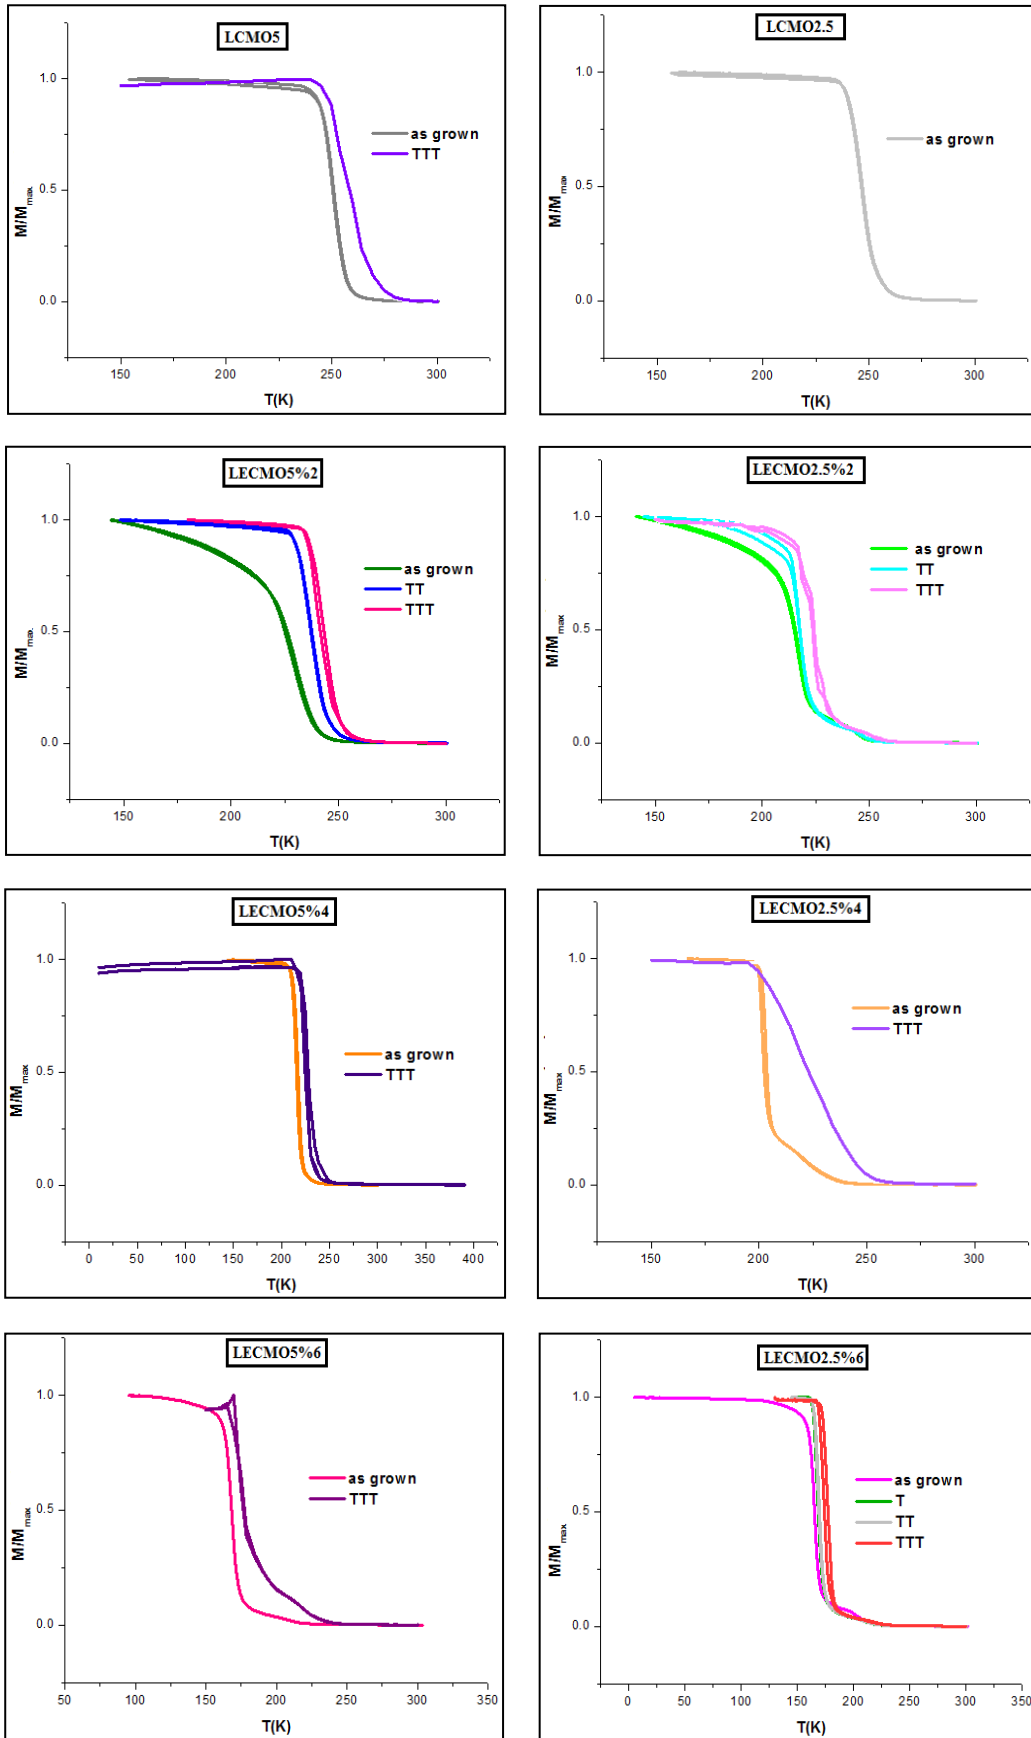 LCMO5
1.0
0.5
0.0
M/Mmax
as grown
TTT
150
200
250
300
T(K)
LCMO2.5
1.0
0.5
0.0
M/Mmax
as grown
150
200
250
300
T(K)
LECMO5%2
1.0
0.5
0.0
M/Mmax
as grown
TT
TTT
150
200
250
300
T(K)
LECMO2.5%2
1.0
0.5
0.0
M/Mmax
as grown
TT
TTT
150
200
250
300
T(K)
LECMO5%4
1.0
0.5
0.0
M/Mmax
as grown
TTT
0
50
100
150
200
250
300
350
400
T(K)
LECMO2.5%4
1.0
0.5
0.0
M/Mmax
as grown
TTT
150
200
250
300
T(K)
LECMO5%6
1.0
0.5
0.0
M/Mmax
as grown
TTT
50
100
150
200
250
300
350
T(K)
LECMO2.5%6
1.0
0.5
0.0
M/Mmax
as grown
T
TT
TTT
0
50
100
150
200
250
300
350
T(K)